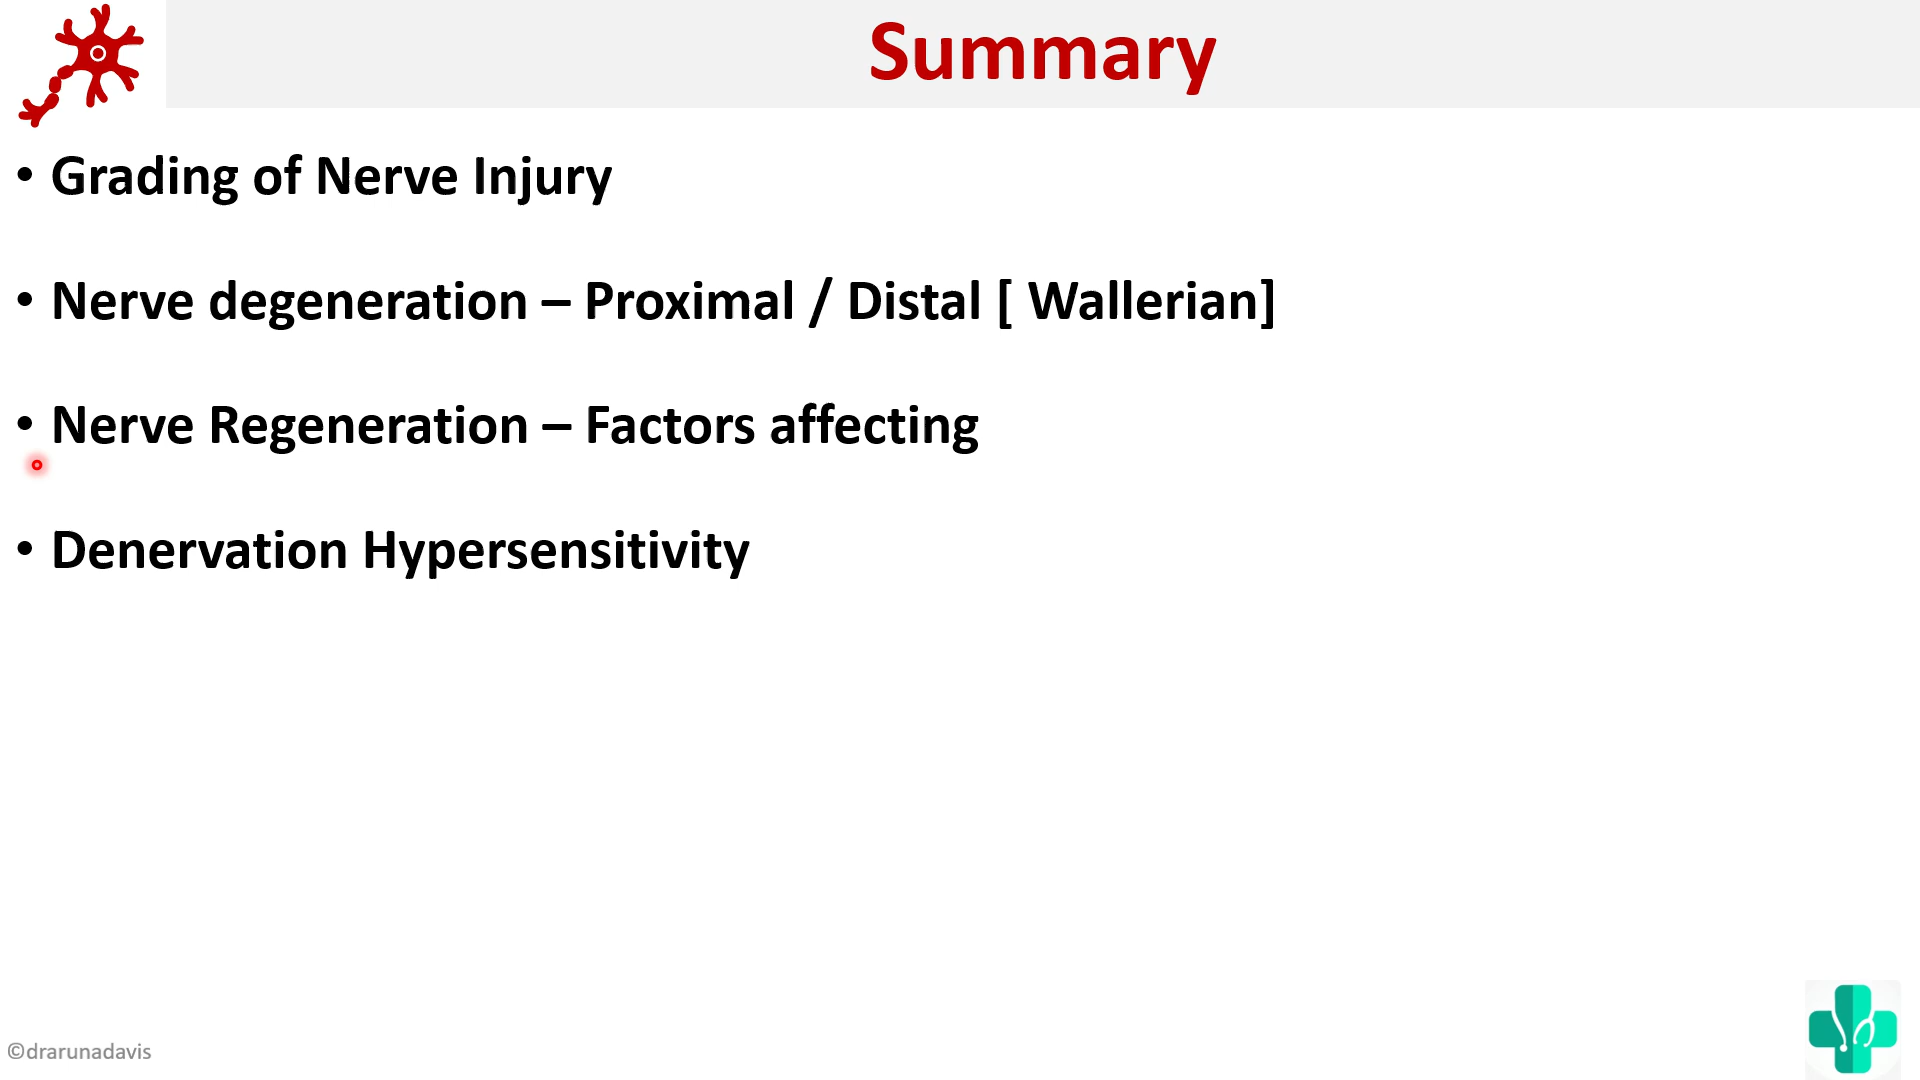 Summary
• Grading of Nerve Injury
• Nerve degeneration – Proximal / Distal [ Wallerian]
• Nerve Regeneration – Factors affecting
• Denervation Hypersensitivity
©drarunadavis